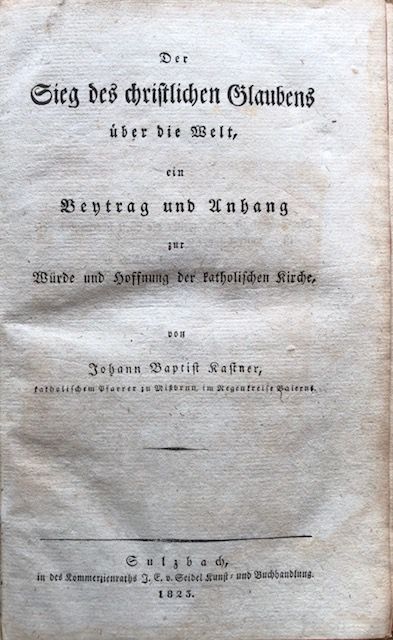 Der
Sieg des christlichen Glaubens
über die Welt,
ein
Beytrag und Anhang
zur
Würde und Hoffnung der katholischen Kirche,
von
Johann Baptist Kastner,
katholischem Pfarrer zu Misbrun, im Regenkreise Baierns.
Sulzbach,
in des Kommerzienraths J. E. v. Seidel Kunst- und Buchhandlung.
1823.